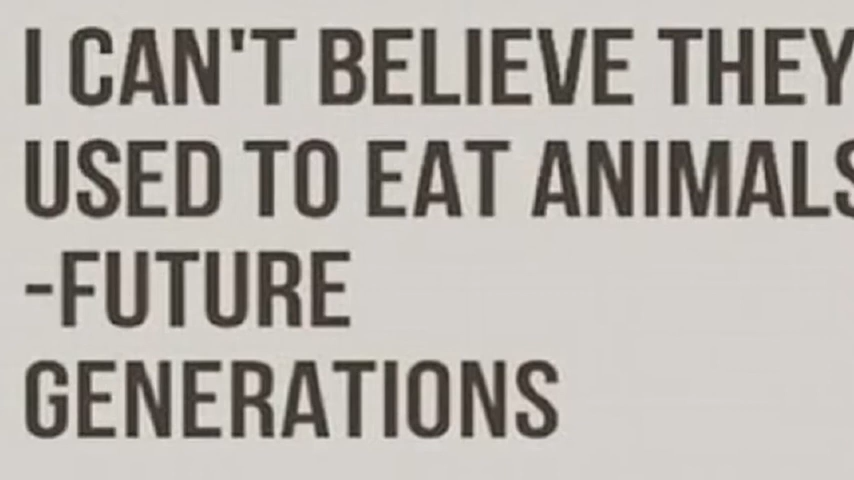 I CAN'T BELIEVE THEY
USED TO EAT ANIMALS
-FUTURE
GENERATIONS